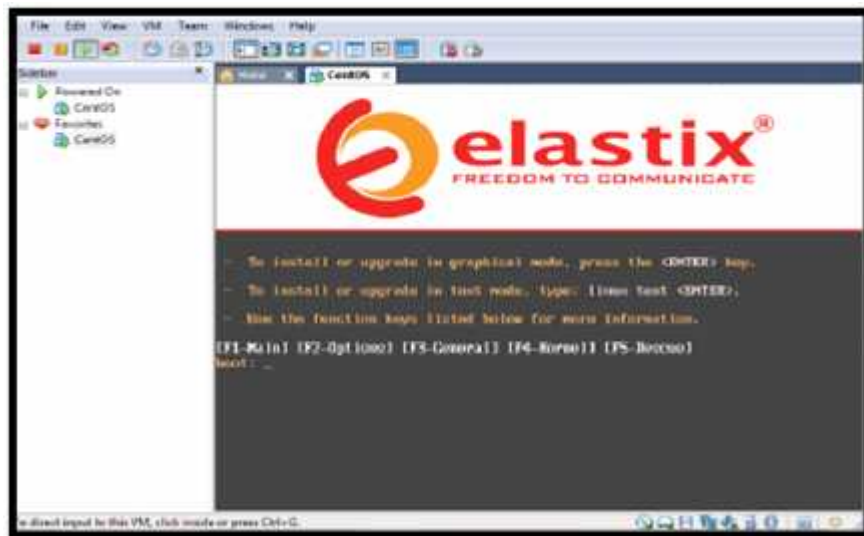 File Edit View VM Team Windows Help
Sidebar
Home
CentOS
Powered On
CentOS
Favorites
CentOS
elastix®
FREEDOM TO COMMUNICATE
- To install or upgrade in graphical mode, press the <ENTER> key.
- To install or upgrade in text mode, type: linux text <ENTER>.
- Use the function keys listed below for more information.
[F1-Main] [F2-Options] [F3-General] [F4-Kernel] [F5-Rescue]
boot: _
direct input to this VM, click inside or press Ctrl+G.